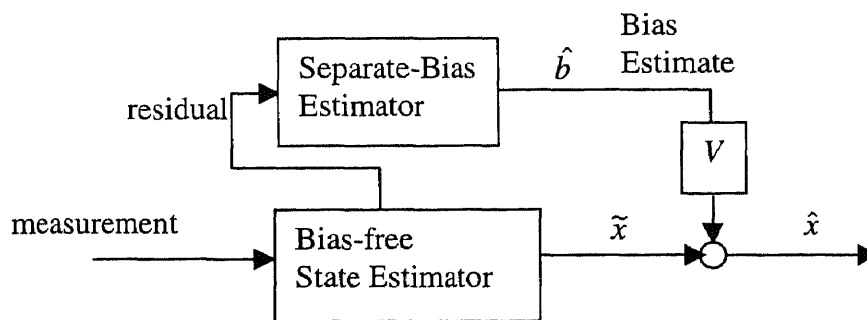 Separate-Bias
Estimator
b̂
Bias
Estimate
residual
V
measurement
Bias-free
State Estimator
x̃
x̂